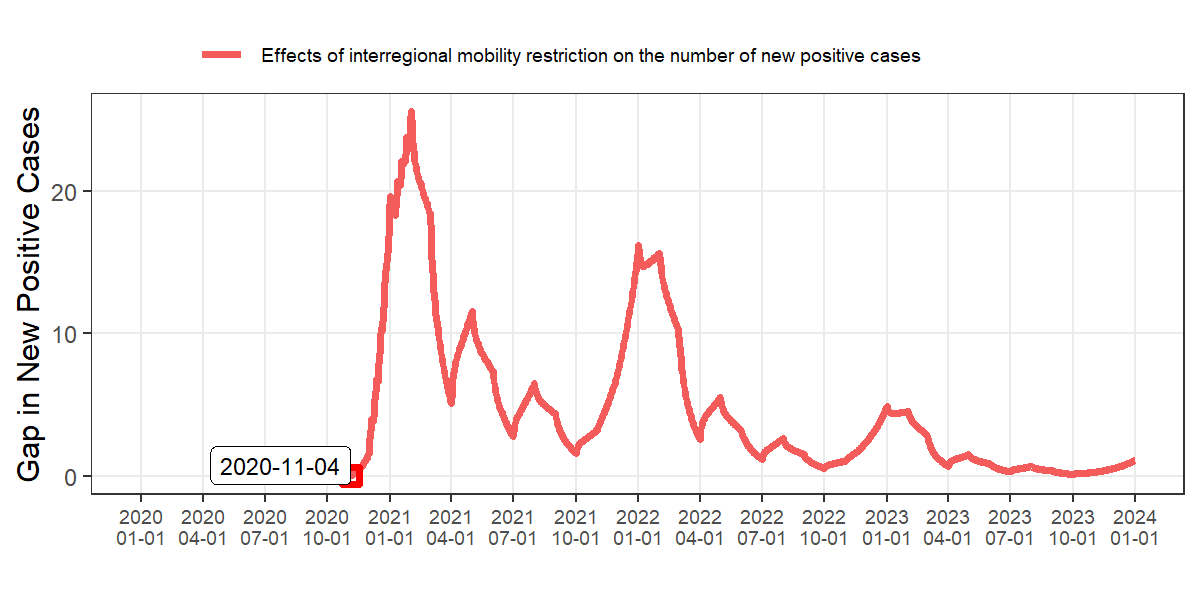 Effects of interregional mobility restriction on the number of new positive cases
Gap in New Positive Cases
20
10
0
2020-11-04
2020 2020 2020 2020 2021 2021 2021 2021 2022 2022 2022 2022 2023 2023 2023 2023 2024
01-01 04-01 07-01 10-01 01-01 04-01 07-01 10-01 01-01 04-01 07-01 10-01 01-01 04-01 07-01 10-01 01-01